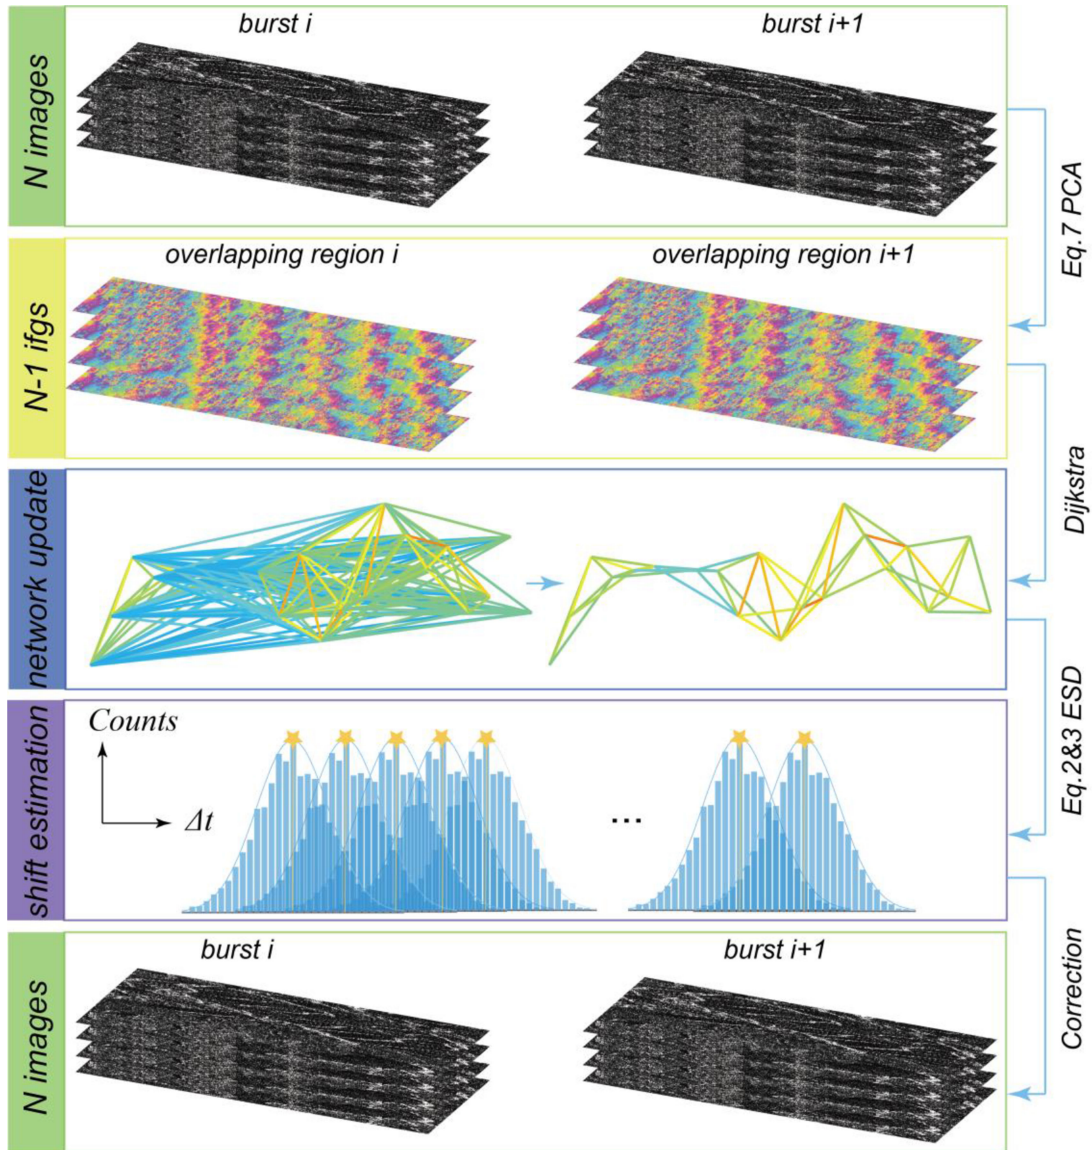 N images
burst i
burst i+1
Eq.7 PCA
N-1 ifgs
overlapping region i
overlapping region i+1
Dijkstra
network update
Eq.2&3 ESD
shift estimation
Counts
Δt
...
Correction
N images
burst i
burst i+1